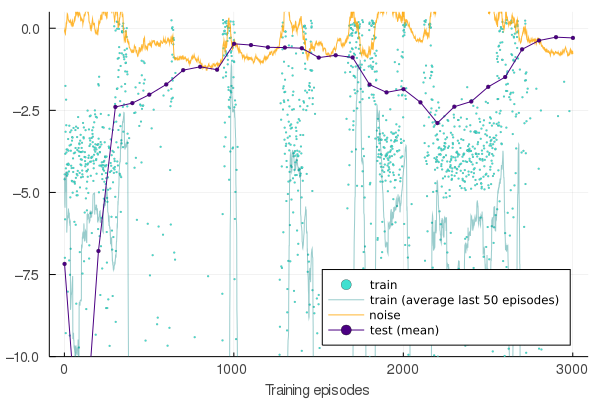 0.0
−2.5
−5.0
−7.5
−10.0
0
1000
2000
3000
Training episodes
train
train (average last 50 episodes)
noise
test (mean)